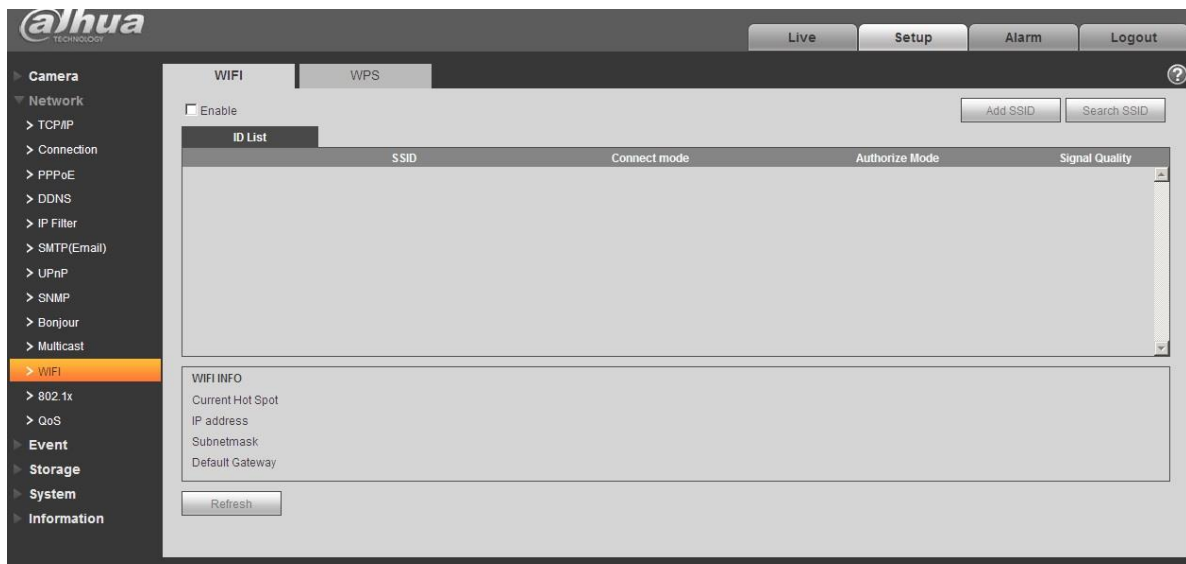 alhua
TECHNOLOGY
Live
Setup
Alarm
Logout
Camera
Network
> TCP/IP
> Connection
> PPPoE
> DDNS
> IP Filter
> SMTP(Email)
> UPnP
> SNMP
> Bonjour
> Multicast
> WIFI
> 802.1x
> QoS
Event
Storage
System
Information
WIFI
WPS
?
Enable
Add SSID
Search SSID
ID List
SSID Connect mode Authorize Mode Signal Quality
WIFI INFO
Current Hot Spot
IP address
Subnetmask
Default Gateway
Refresh